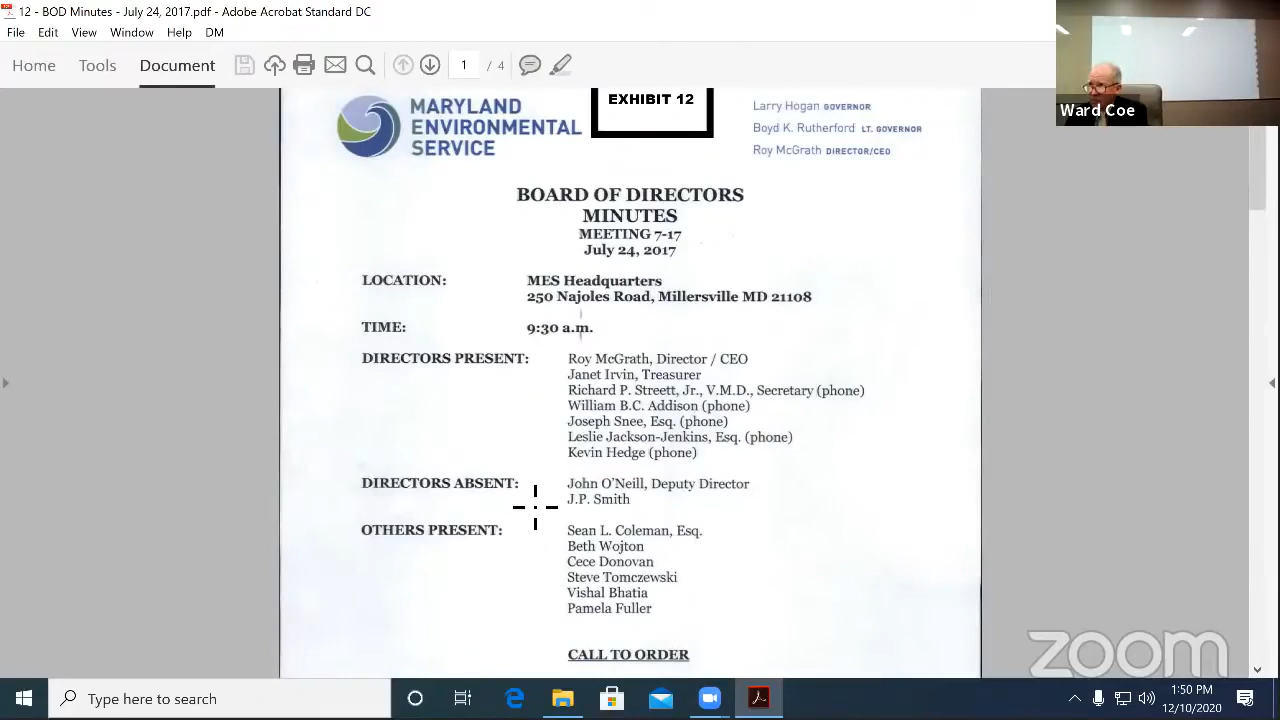 12 - BOD Minutes - July 24, 2017.pdf - Adobe Acrobat Standard DC
File Edit View Window Help DM
Home Tools Document 1 / 4
EXHIBIT 12
MARYLAND
ENVIRONMENTAL
SERVICE
Larry Hogan GOVERNOR
Boyd K. Rutherford LT. GOVERNOR
Roy McGrath DIRECTOR/CEO
Ward Coe
BOARD OF DIRECTORS
MINUTES
MEETING 7-17
July 24, 2017
LOCATION: MES Headquarters
250 Najoles Road, Millersville MD 21108
TIME: 9:30 a.m.
DIRECTORS PRESENT: Roy McGrath, Director / CEO
Janet Irvin, Treasurer
Richard P. Streett, Jr., V.M.D., Secretary (phone)
William B.C. Addison (phone)
Joseph Snee, Esq. (phone)
Leslie Jackson-Jenkins, Esq. (phone)
Kevin Hedge (phone)
DIRECTORS ABSENT: John O'Neill, Deputy Director
J.P. Smith
OTHERS PRESENT: Sean L. Coleman, Esq.
Beth Wojton
Cece Donovan
Steve Tomczewski
Vishal Bhatia
Pamela Fuller
CALL TO ORDER
zoom
Type here to search
1:50 PM
12/10/2020